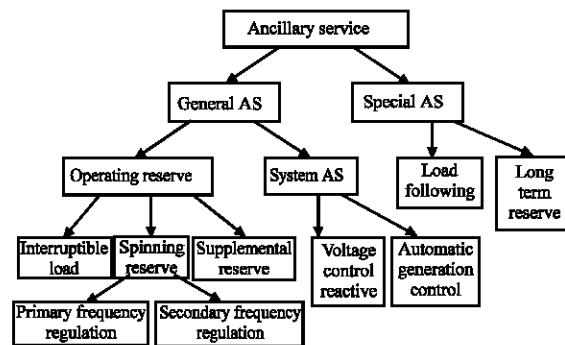 Ancillary service
General AS
Special AS
Operating reserve
System AS
Load
following
Long
term
reserve
Interruptible
load
Spinning
reserve
Supplemental
reserve
Voltage
control
reactive
Automatic
generation
control
Primary frequency
regulation
Secondary frequency
regulation